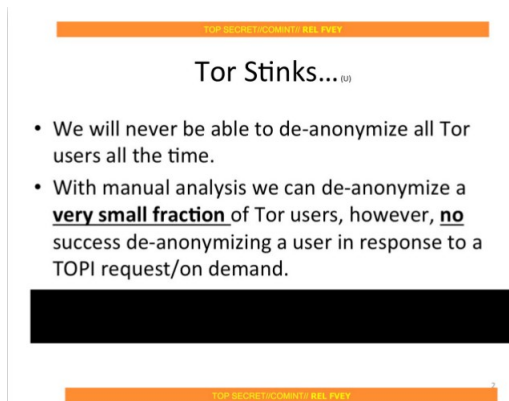 TOP SECRET//COMINT// REL FVEY
Tor Stinks... (U)
• We will never be able to de-anonymize all Tor
users all the time.
• With manual analysis we can de-anonymize a
very small fraction of Tor users, however, no
success de-anonymizing a user in response to a
TOPI request/on demand.
2
TOP SECRET//COMINT// REL FVEY